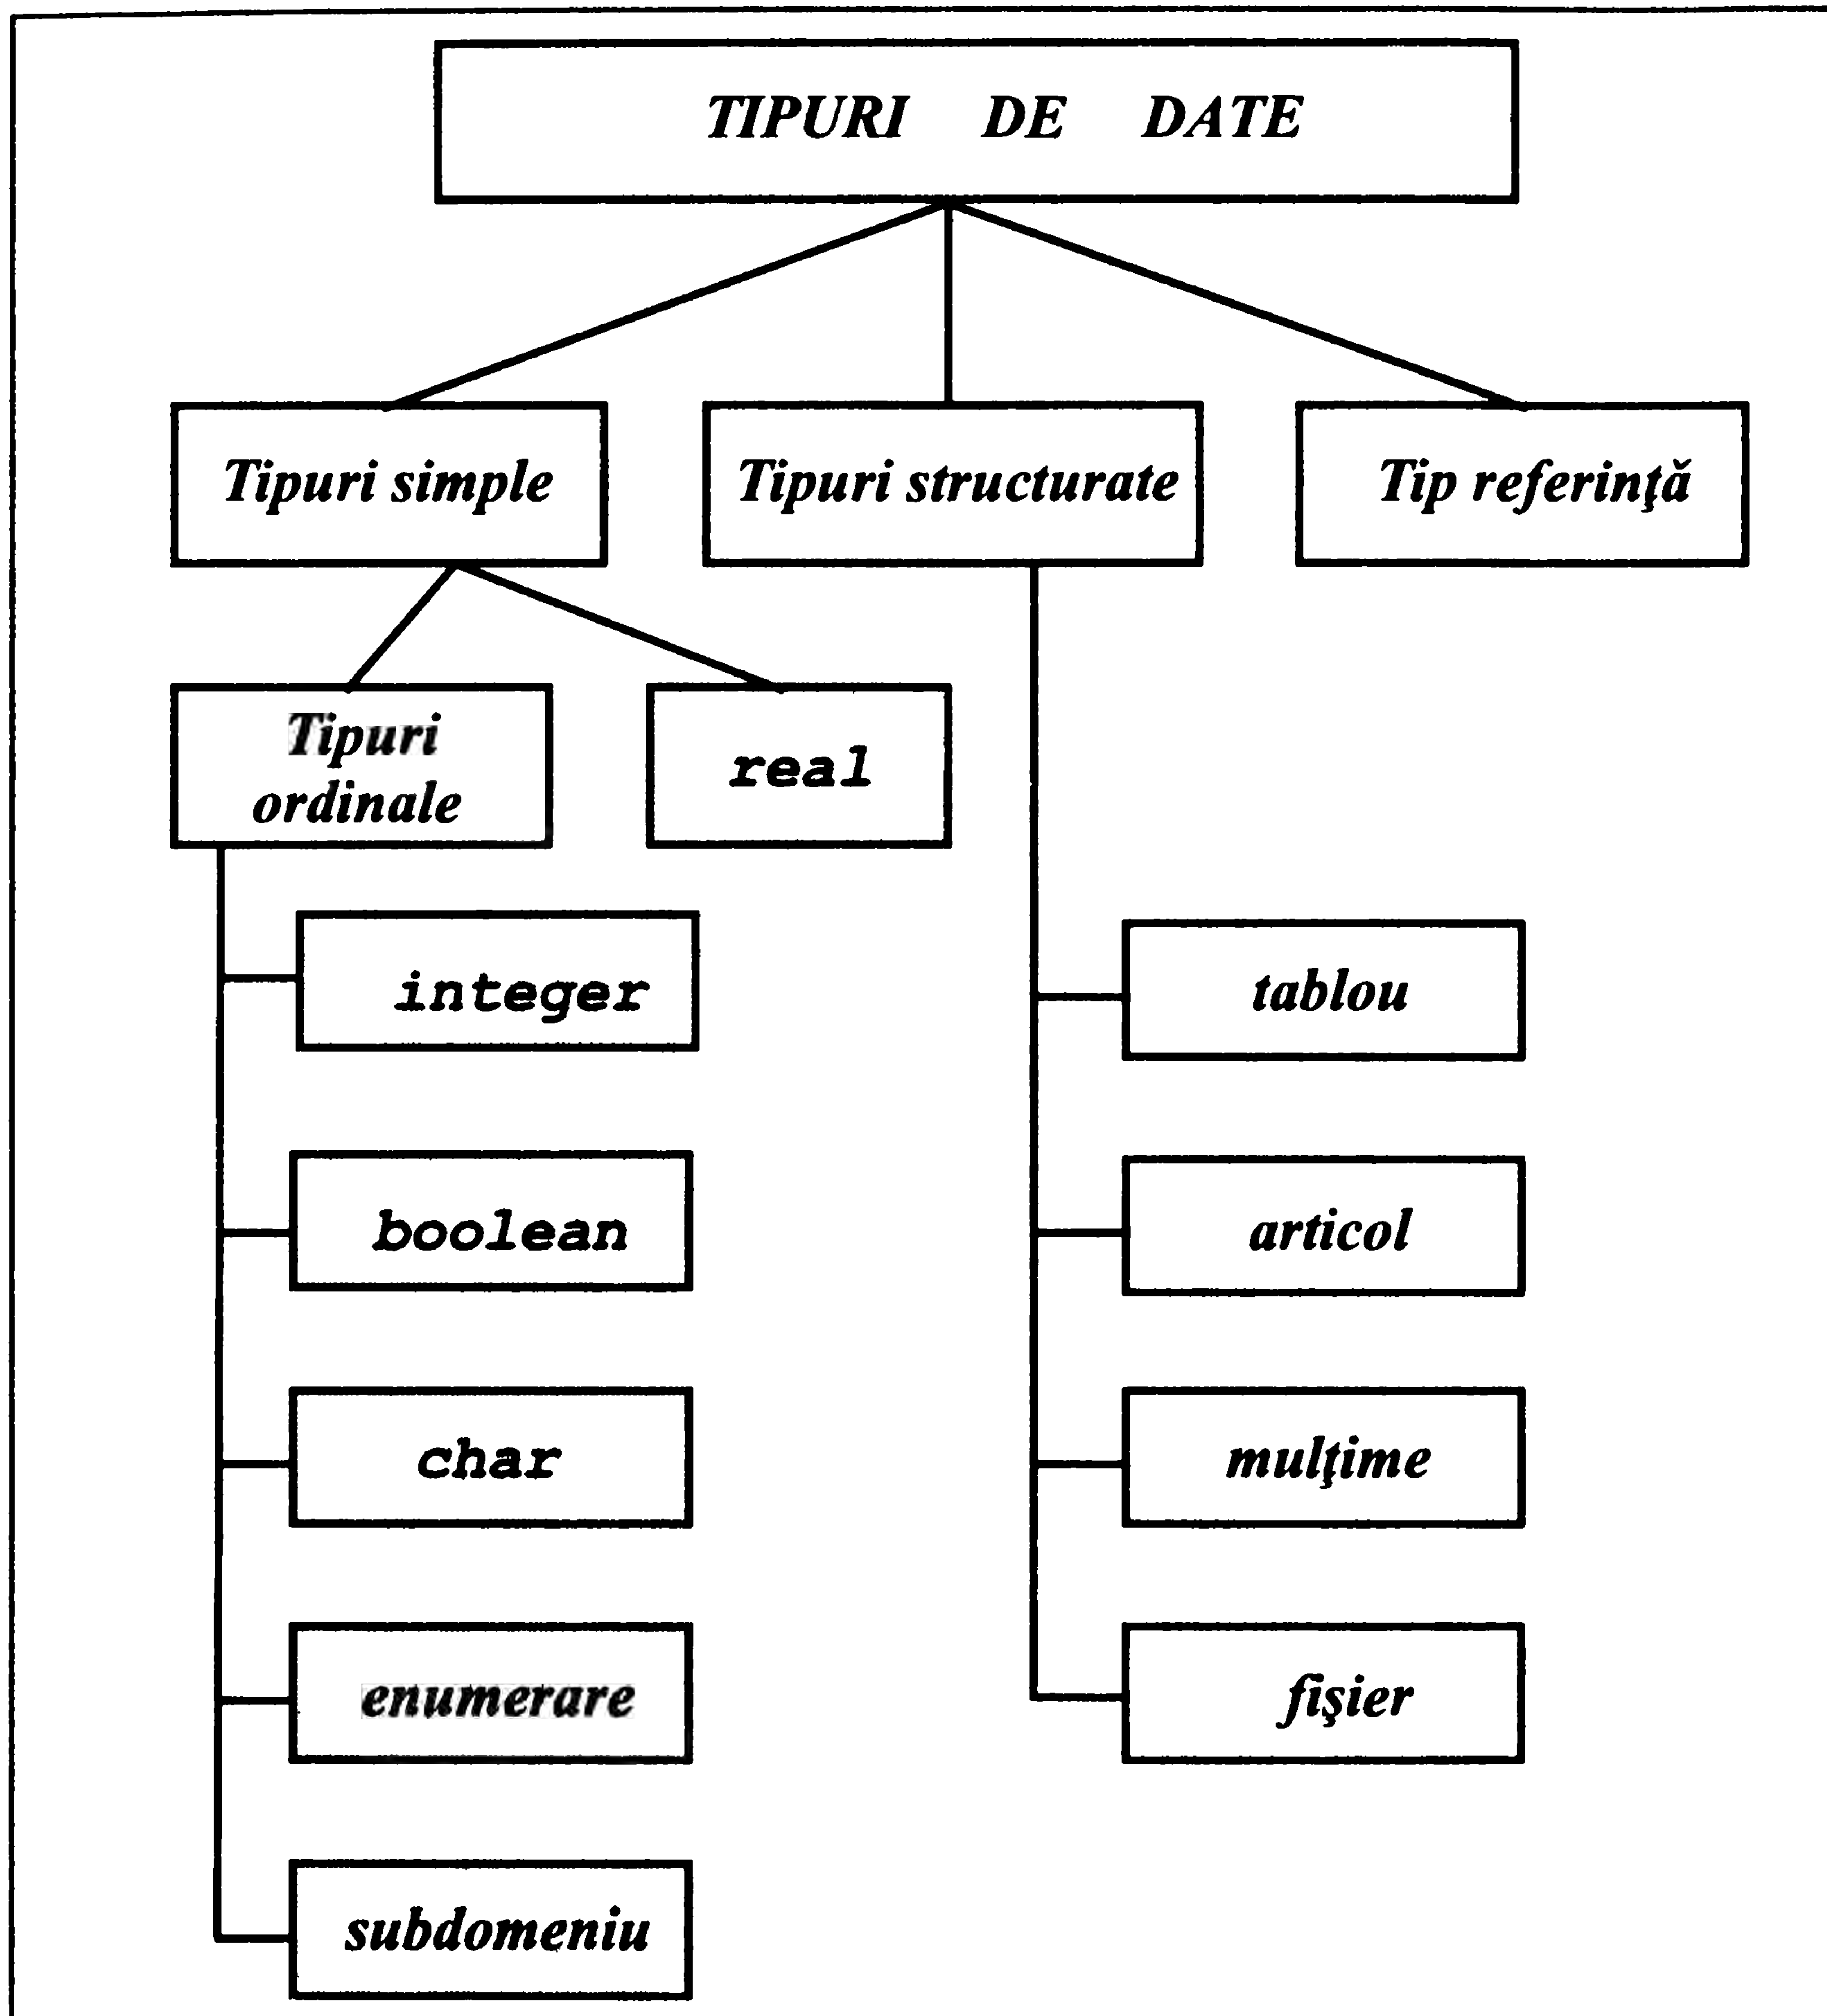 TIPURI DE DATE
Tipuri simple
Tipuri structurate
Tip referinţă
Tipuri
ordinale
real
integer
tablou
boolean
articol
char
mulţime
enumerare
fişier
subdomeniu